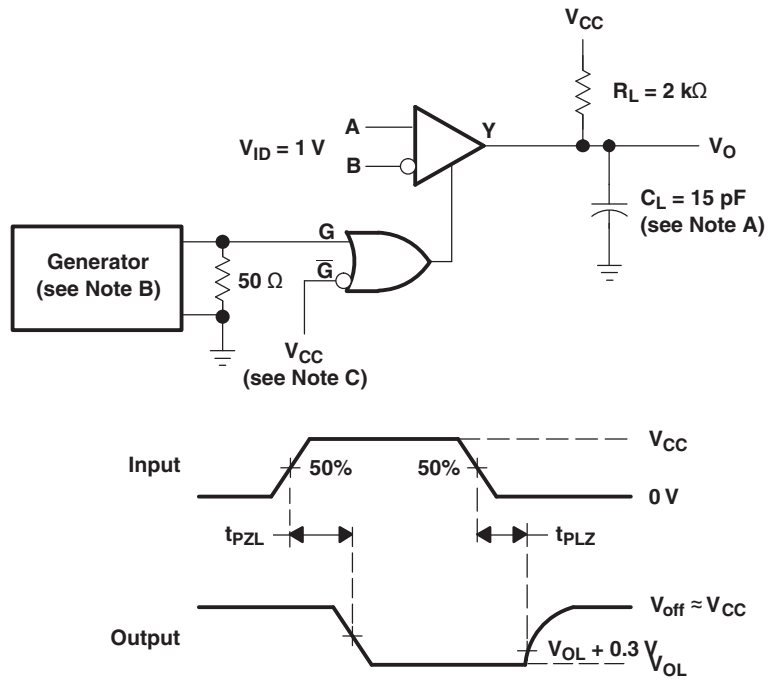 VCC
RL = 2 kΩ
A
Y
VID = 1 V
B
VO
CL = 15 pF
(see Note A)
G
Generator
(see Note B)
50 Ω
G̅
VCC
(see Note C)
VCC
Input
50%
50%
0 V
tPZL
tPLZ
Voff ≈ VCC
Output
VOL + 0.3 V
VOL